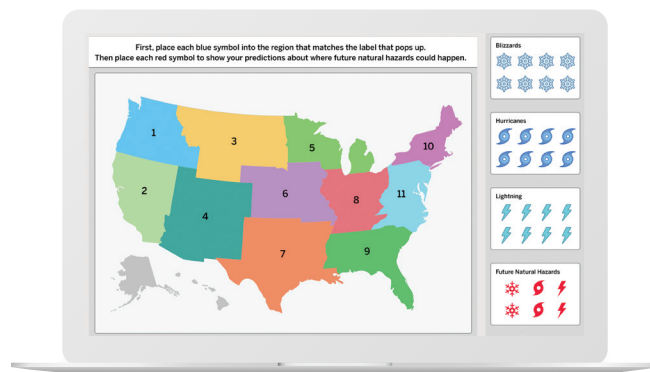 First, place each blue symbol into the region that matches the label that pops up.
Then place each red symbol to show your predictions about where future natural hazards could happen.
Blizzards
Hurricanes
Lightning
Future Natural Hazards
1
2
3
4
5
6
7
8
9
10
11